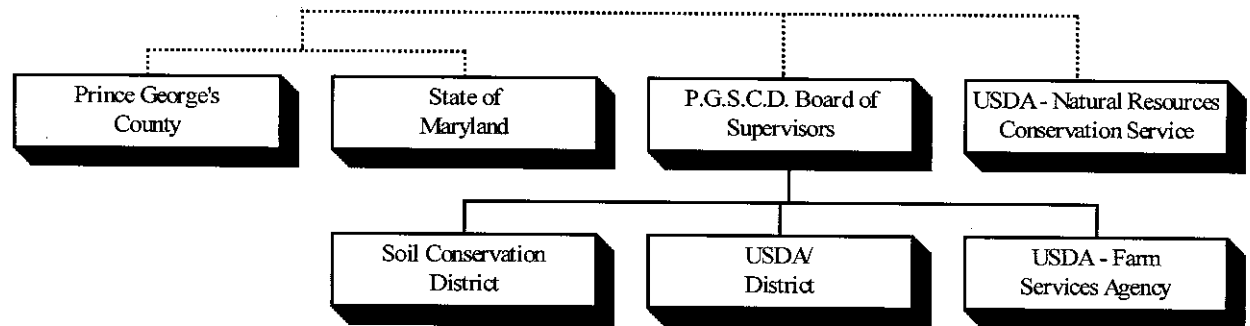 Prince George's
County
State of
Maryland
P.G.S.C.D. Board of
Supervisors
USDA - Natural Resources
Conservation Service
Soil Conservation
District
USDA/
District
USDA - Farm
Services Agency